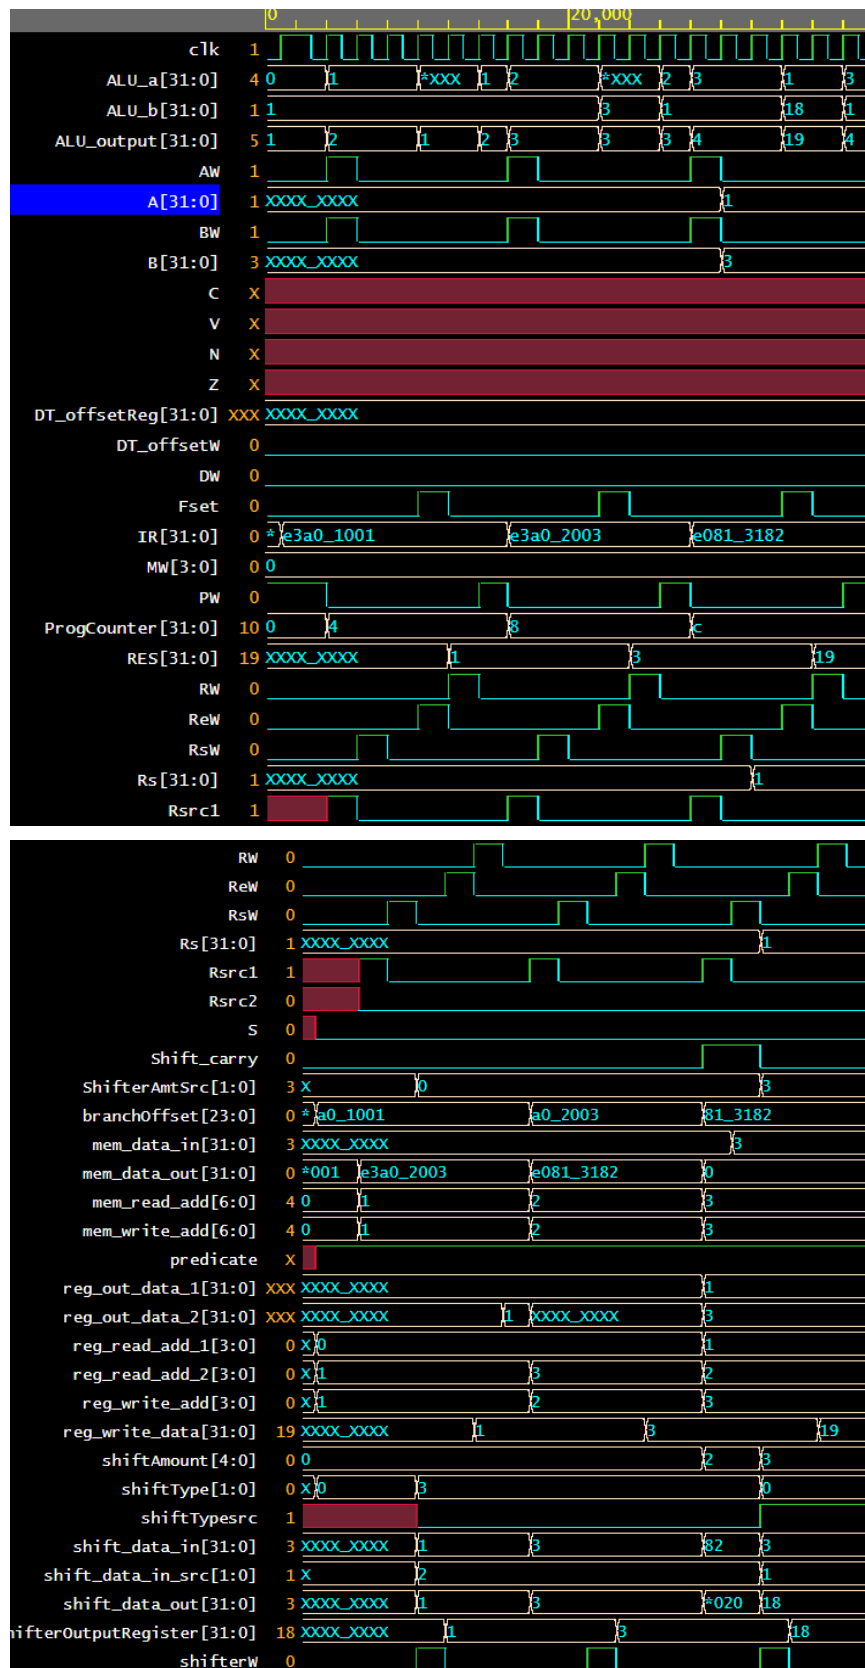 0 20,000
clk 1
ALU_a[31:0] 4 0 1 *XXX 1 2 *XXX 2 3 1 3
ALU_b[31:0] 1 1 3 1 18 1
ALU_output[31:0] 5 1 2 1 2 3 3 3 4 19 4
AW 1
A[31:0] 1 XXXX_XXXX 1
BW 1
B[31:0] 3 XXXX_XXXX 3
C X
V X
N X
Z X
DT_offsetReg[31:0] XXX XXXX_XXXX
DT_offsetW 0
DW 0
Fset 0
IR[31:0] 0 * e3a0_1001 e3a0_2003 e081_3182
MW[3:0] 0 0
PW 0
ProgCounter[31:0] 10 0 4 8 c
RES[31:0] 19 XXXX_XXXX 1 3 19
RW 0
ReW 0
RsW 0
Rs[31:0] 1 XXXX_XXXX 1
Rsrc1 1
RW 0
ReW 0
RsW 0
Rs[31:0] 1 XXXX_XXXX 1
Rsrc1 1
Rsrc2 0
S 0
Shift_carry 0
ShifterAmtSrc[1:0] 3 X 0 3
branchOffset[23:0] 0 * a0_1001 a0_2003 81_3182
mem_data_in[31:0] 3 XXXX_XXXX 3
mem_data_out[31:0] 0 *001 e3a0_2003 e081_3182 0
mem_read_add[6:0] 4 0 1 2 3
mem_write_add[6:0] 4 0 1 2 3
predicate X
reg_out_data_1[31:0] XXX XXXX_XXXX 1
reg_out_data_2[31:0] XXX XXXX_XXXX 1 XXXX_XXXX 3
reg_read_add_1[3:0] 0 X 0 1
reg_read_add_2[3:0] 0 X 1 3 2
reg_write_add[3:0] 0 X 1 2 3
reg_write_data[31:0] 19 XXXX_XXXX 1 3 19
shiftAmount[4:0] 0 0 2 3
shiftType[1:0] 0 X 0 3 0
shiftTypesrc 1
shift_data_in[31:0] 3 XXXX_XXXX 1 3 82 3
shift_data_in_src[1:0] 1 X 2 1
shift_data_out[31:0] 3 XXXX_XXXX 1 3 *020 18
hifterOutputRegister[31:0] 18 XXXX_XXXX 1 3 18
shifterW 0